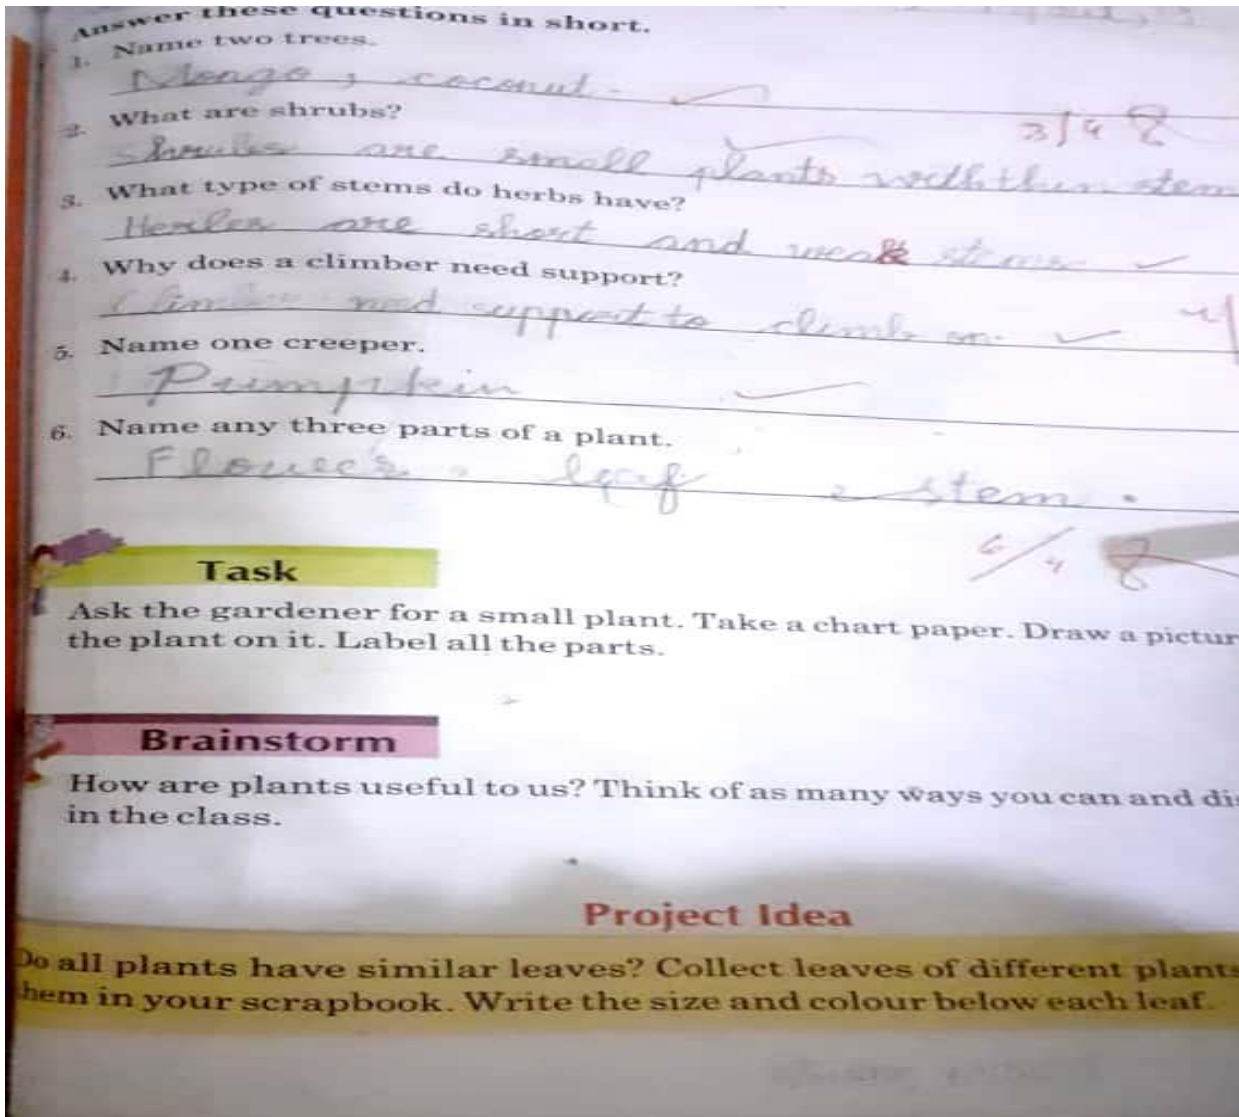 Answer these questions in short.
1. Name two trees.
Mango, coconut.
2. What are shrubs?
3/4
Shrubs are small plants with thin stem
3. What type of stems do herbs have?
Herbs are short and weak stems
4. Why does a climber need support?
Climber need support to climb on.
5. Name one creeper.
Pumpkin
6. Name any three parts of a plant.
Flower's, leaf, stem.
6/4
Task
Ask the gardener for a small plant. Take a chart paper. Draw a pictur
the plant on it. Label all the parts.
Brainstorm
How are plants useful to us? Think of as many ways you can and dis
in the class.
Project Idea
Do all plants have similar leaves? Collect leaves of different plants
them in your scrapbook. Write the size and colour below each leaf.